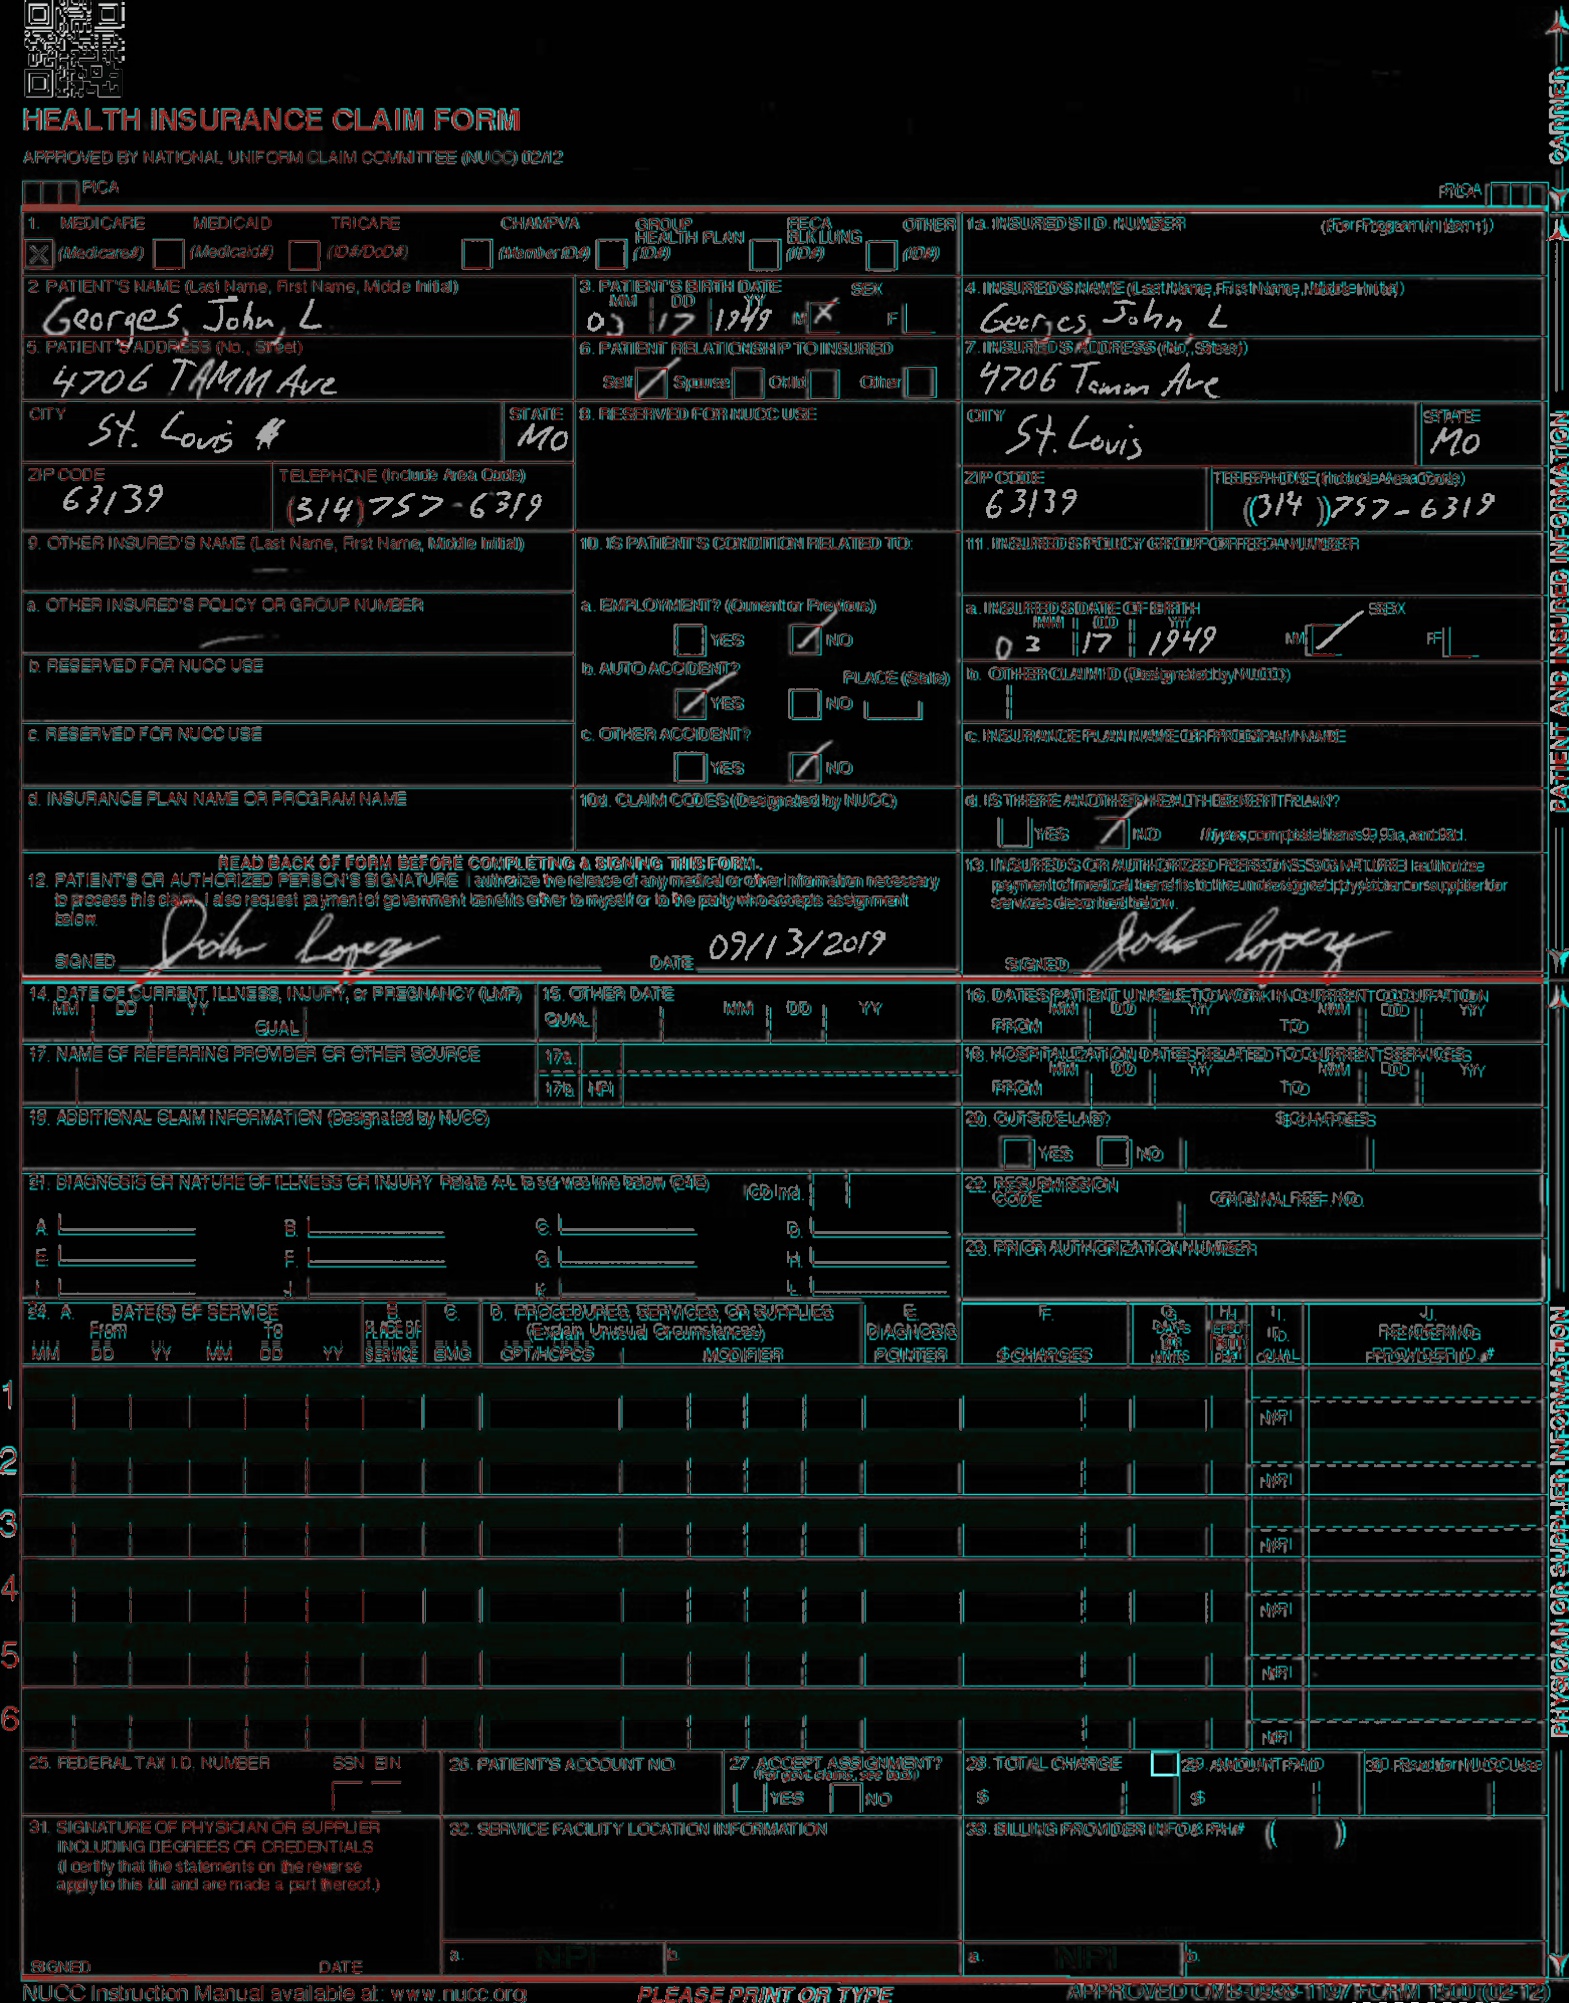 HEALTH INSURANCE CLAIM FORM
APPROVED BY NATIONAL UNIFORM CLAIM COMMITTEE (NUCC) 02/12
PICA
PICA
CARRIER
1. MEDICARE MEDICAID TRICARE CHAMPVA GROUP HEALTH PLAN FECA BLK LUNG OTHER
X (Medicare#) (Medicaid#) (ID#/DoD#) (Member ID#) (ID#) (ID#) (ID#)
1a. INSURED'S I.D. NUMBER (For Program in Item 1)
2. PATIENT'S NAME (Last Name, First Name, Middle Initial)
Georges, John, L
3. PATIENT'S BIRTH DATE SEX
MM DD YY
03 17 1949 M X F
4. INSURED'S NAME (Last Name, First Name, Middle Initial)
Georges, John, L
5. PATIENT'S ADDRESS (No., Street)
4706 TAMM Ave
6. PATIENT RELATIONSHIP TO INSURED
Self Spouse Child Other
7. INSURED'S ADDRESS (No., Street)
4706 Tamm Ave
CITY
St. Louis
STATE
MO
8. RESERVED FOR NUCC USE
CITY
St. Louis
STATE
MO
ZIP CODE
63139
TELEPHONE (Include Area Code)
(314) 757-6319
ZIP CODE
63139
TELEPHONE (Include Area Code)
(314) 757-6319
9. OTHER INSURED'S NAME (Last Name, First Name, Middle Initial)
—
10. IS PATIENT'S CONDITION RELATED TO:
11. INSURED'S POLICY GROUP OR FECA NUMBER
a. OTHER INSURED'S POLICY OR GROUP NUMBER
—
a. EMPLOYMENT? (Current or Previous)
YES NO
a. INSURED'S DATE OF BIRTH SEX
MM DD YY
03 17 1949 M F
b. RESERVED FOR NUCC USE
b. AUTO ACCIDENT? PLACE (State)
YES NO
b. OTHER CLAIM ID (Designated by NUCC)
c. RESERVED FOR NUCC USE
c. OTHER ACCIDENT?
YES NO
c. INSURANCE PLAN NAME OR PROGRAM NAME
d. INSURANCE PLAN NAME OR PROGRAM NAME
10d. CLAIM CODES (Designated by NUCC)
d. IS THERE ANOTHER HEALTH BENEFIT PLAN?
YES NO If yes, complete items 9, 9a, and 9d.
PATIENT AND INSURED INFORMATION
READ BACK OF FORM BEFORE COMPLETING & SIGNING THIS FORM.
12. PATIENT'S OR AUTHORIZED PERSON'S SIGNATURE I authorize the release of any medical or other information necessary
to process this claim. I also request payment of government benefits either to myself or to the party who accepts assignment
below.
SIGNED John Lopez DATE 09/13/2019
13. INSURED'S OR AUTHORIZED PERSON'S SIGNATURE I authorize
payment of medical benefits to the undersigned physician or supplier for
services described below.
SIGNED John Lopez
14. DATE OF CURRENT ILLNESS, INJURY, or PREGNANCY (LMP)
MM DD YY QUAL.
15. OTHER DATE
QUAL. MM DD YY
16. DATES PATIENT UNABLE TO WORK IN CURRENT OCCUPATION
MM DD YY MM DD YY
FROM TO
17. NAME OF REFERRING PROVIDER OR OTHER SOURCE
17a.
17b. NPI
18. HOSPITALIZATION DATES RELATED TO CURRENT SERVICES
MM DD YY MM DD YY
FROM TO
19. ADDITIONAL CLAIM INFORMATION (Designated by NUCC)
20. OUTSIDE LAB? $ CHARGES
YES NO
21. DIAGNOSIS OR NATURE OF ILLNESS OR INJURY Relate A-L to service line below (24E) ICD Ind.
A. B. C. D.
E. F. G. H.
I. J. K. L.
22. RESUBMISSION CODE ORIGINAL REF. NO.
23. PRIOR AUTHORIZATION NUMBER
24. A. DATE(S) OF SERVICE
From To
MM DD YY MM DD YY
B. PLACE OF SERVICE
C. EMG
D. PROCEDURES, SERVICES, OR SUPPLIES
(Explain Unusual Circumstances)
CPT/HCPCS MODIFIER
E. DIAGNOSIS POINTER
F. $ CHARGES
G. DAYS OR UNITS
H.
I. ID. QUAL.
J. RENDERING PROVIDER ID. #
1 NPI
2 NPI
3 NPI
4 NPI
5 NPI
6 NPI
PHYSICIAN OR SUPPLIER INFORMATION
25. FEDERAL TAX I.D. NUMBER SSN EIN
26. PATIENT'S ACCOUNT NO.
27. ACCEPT ASSIGNMENT?
(For govt. claims, see back)
YES NO
28. TOTAL CHARGE
$
29. AMOUNT PAID
$
30. Rsvd for NUCC Use
31. SIGNATURE OF PHYSICIAN OR SUPPLIER
INCLUDING DEGREES OR CREDENTIALS
(I certify that the statements on the reverse
apply to this bill and are made a part thereof.)
SIGNED DATE
32. SERVICE FACILITY LOCATION INFORMATION
a. NPI b.
33. BILLING PROVIDER INFO & PH # ( )
a. NPI b.
NUCC Instruction Manual available at: www.nucc.org
PLEASE PRINT OR TYPE
APPROVED OMB-0938-1197 FORM 1500 (02-12)